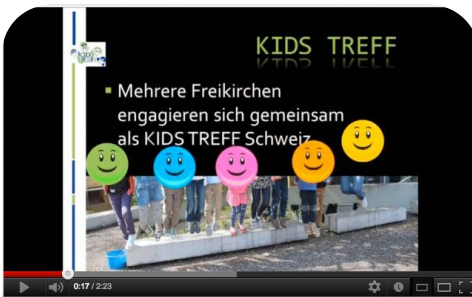 KIDS TREFF
Mehrere Freikirchen
engagieren sich gemeinsam
als KIDS TREFF Schweiz
0:17 / 2:23